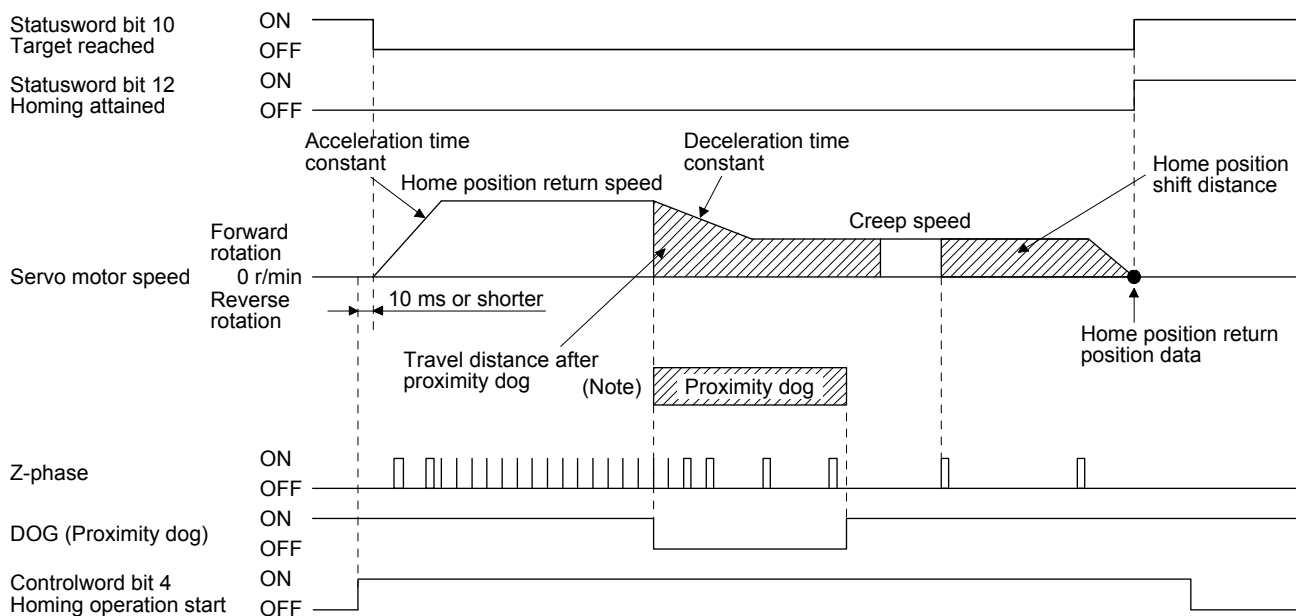 Statusword bit 10
Target reached
ON
OFF
Statusword bit 12
Homing attained
ON
OFF
Acceleration time
constant
Home position return speed
Deceleration time
constant
Creep speed
Home position
shift distance
Forward
rotation
Servo motor speed
0 r/min
Reverse
rotation
10 ms or shorter
Travel distance after
proximity dog
(Note)
Proximity dog
Home position return
position data
Z-phase
ON
OFF
DOG (Proximity dog)
ON
OFF
Controlword bit 4
Homing operation start
ON
OFF